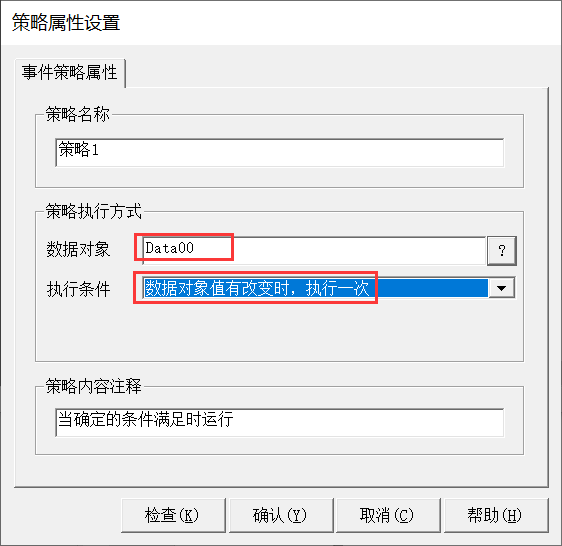 策略属性设置
事件策略属性
策略名称
策略1
策略执行方式
数据对象 Data00 ?
执行条件 数据对象值有改变时，执行一次
策略内容注释
当确定的条件满足时运行
检查(K) 确认(Y) 取消(C) 帮助(H)